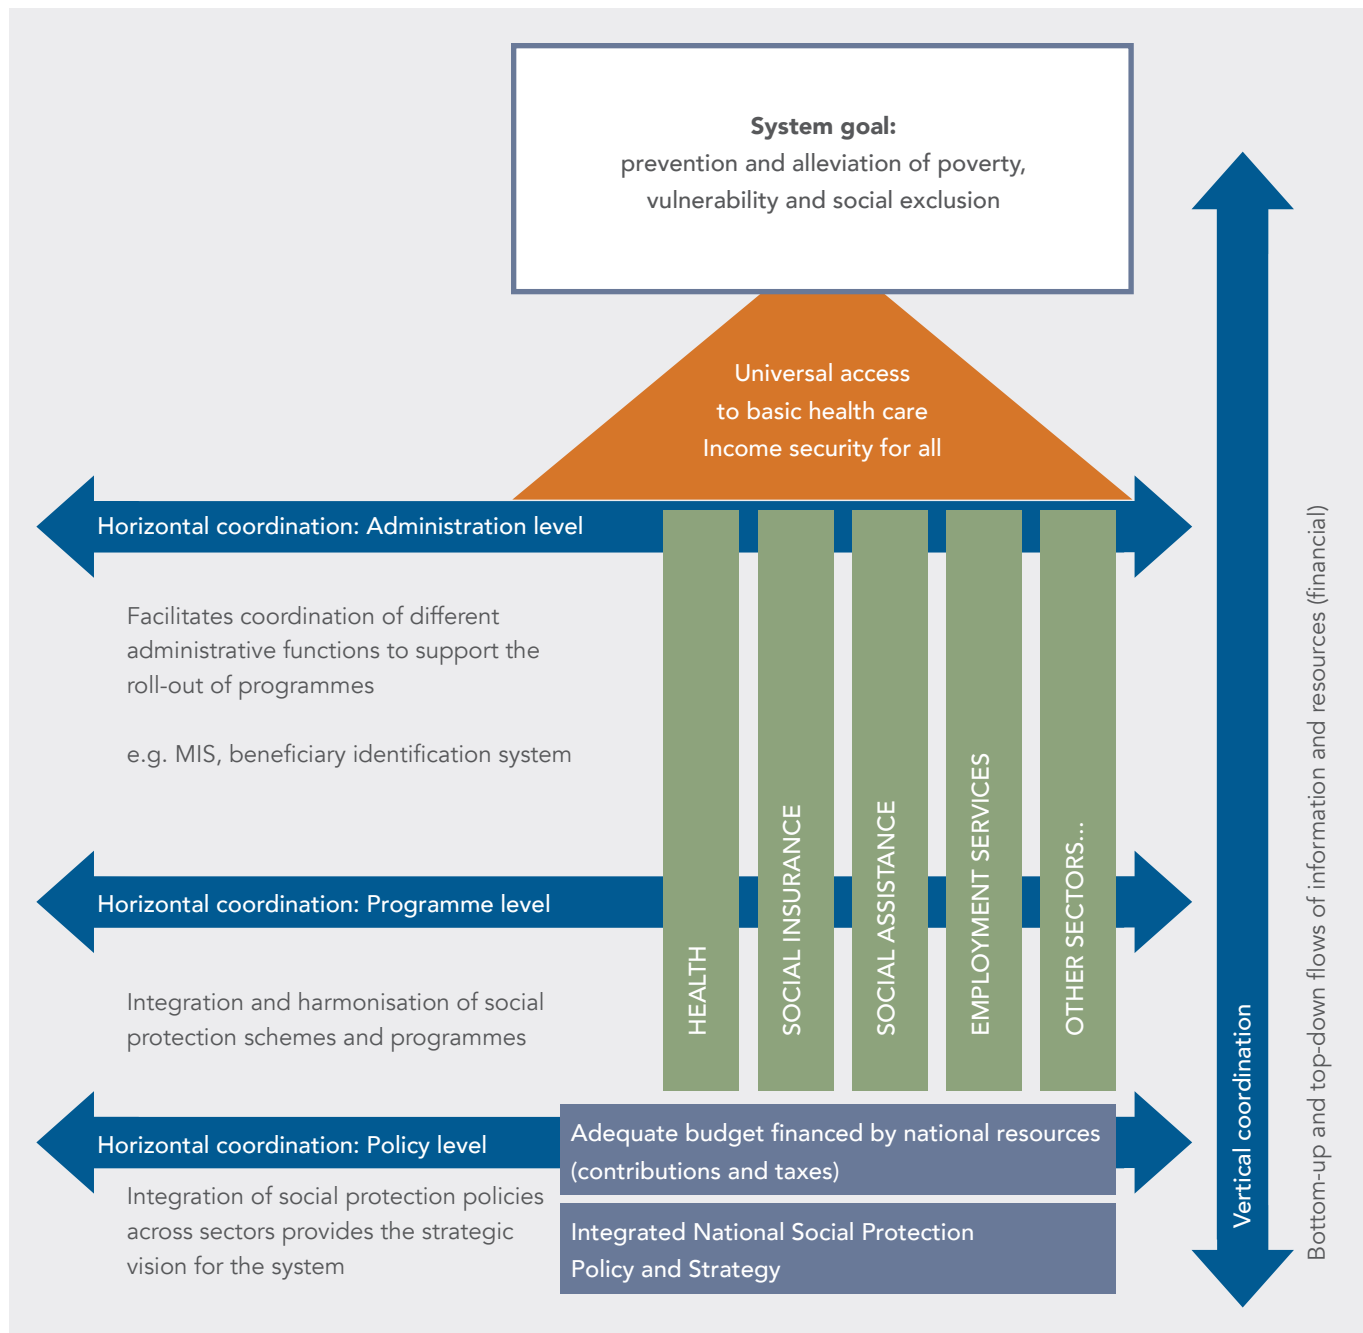 System goal:
prevention and alleviation of poverty,
vulnerability and social exclusion
Universal access
to basic health care
Income security for all
Horizontal coordination: Administration level
Facilitates coordination of different
administrative functions to support the
roll-out of programmes
e.g. MIS, beneficiary identification system
Horizontal coordination: Programme level
Integration and harmonisation of social
protection schemes and programmes
HEALTH
SOCIAL INSURANCE
SOCIAL ASSISTANCE
EMPLOYMENT SERVICES
OTHER SECTORS...
Horizontal coordination: Policy level
Integration of social protection policies
across sectors provides the strategic
vision for the system
Adequate budget financed by national resources
(contributions and taxes)
Integrated National Social Protection
Policy and Strategy
Vertical coordination
Bottom-up and top-down flows of information and resources (financial)